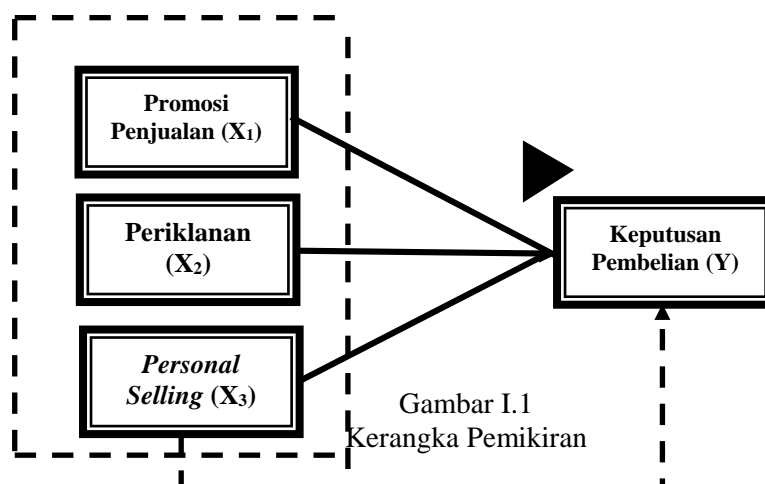 Promosi
Penjualan (X₁)
Periklanan
(X₂)
Personal
Selling (X₃)
Keputusan
Pembelian (Y)
Gambar I.1
Kerangka Pemikiran